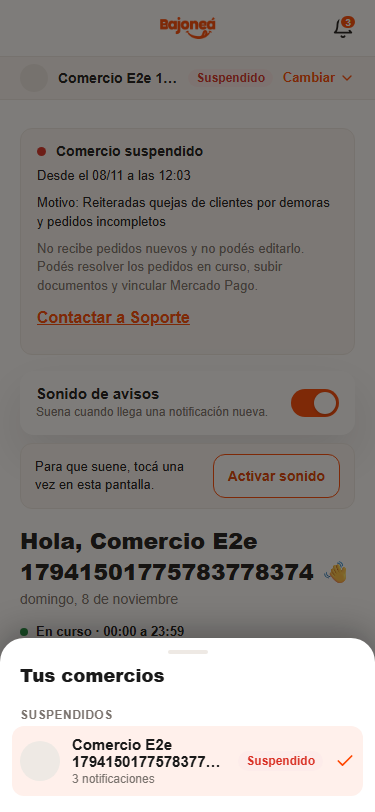 Bajoneá
3
Comercio E2e 1... Suspendido Cambiar
Comercio suspendido
Desde el 08/11 a las 12:03
Motivo: Reiteradas quejas de clientes por demoras
y pedidos incompletos
No recibe pedidos nuevos y no podés editarlo.
Podés resolver los pedidos en curso, subir
documentos y vincular Mercado Pago.
Contactar a Soporte
Sonido de avisos
Suena cuando llega una notificación nueva.
Para que suene, tocá una
vez en esta pantalla.
Activar sonido
Hola, Comercio E2e
17941501775783778374 👋
domingo, 8 de noviembre
En curso · 00:00 a 23:59
Tus comercios
SUSPENDIDOS
Comercio E2e
1794150177578377...
Suspendido
3 notificaciones